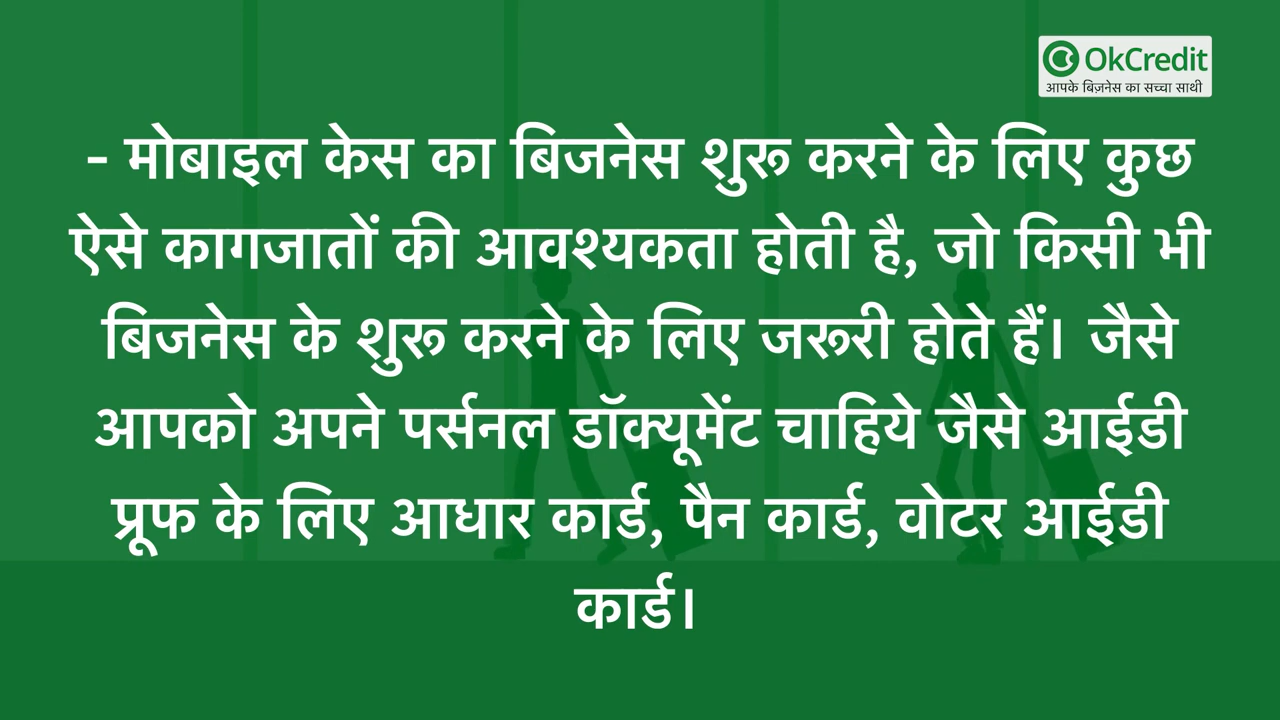 OkCredit
आपके बिज़नेस का सच्चा साथी
- मोबाइल केस का बिजनेस शुरू करने के लिए कुछ
ऐसे कागजातों की आवश्यकता होती है, जो किसी भी
बिजनेस के शुरू करने के लिए जरूरी होते हैं। जैसे
आपको अपने पर्सनल डॉक्यूमेंट चाहिये जैसे आईडी
प्रूफ के लिए आधार कार्ड, पैन कार्ड, वोटर आईडी
कार्ड।